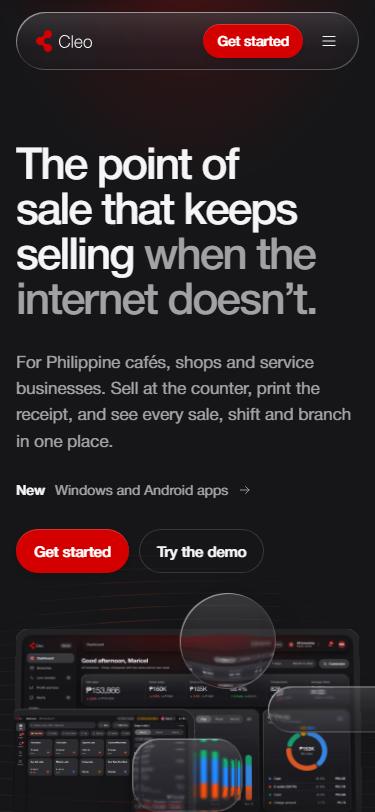 Cleo
Get started
The point of
sale that keeps
selling when the
internet doesn’t.
For Philippine cafés, shops and service
businesses. Sell at the counter, print the
receipt, and see every sale, shift and branch
in one place.
New Windows and Android apps →
Get started
Try the demo
Dashboard
Good afternoon, Maricel
Customize
₱153,866
₱160K
₱105K